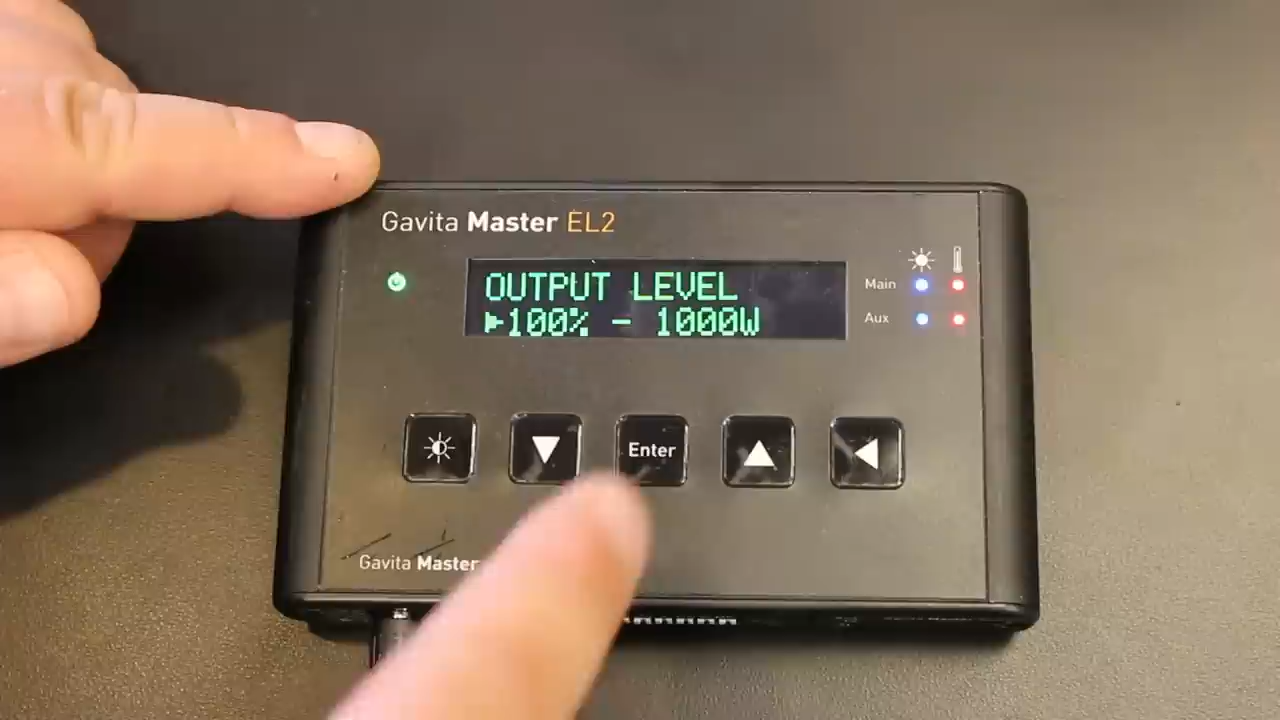 Gavita Master EL2
OUTPUT LEVEL
►100% - 1000W
Main
Aux
Enter
Gavita Master